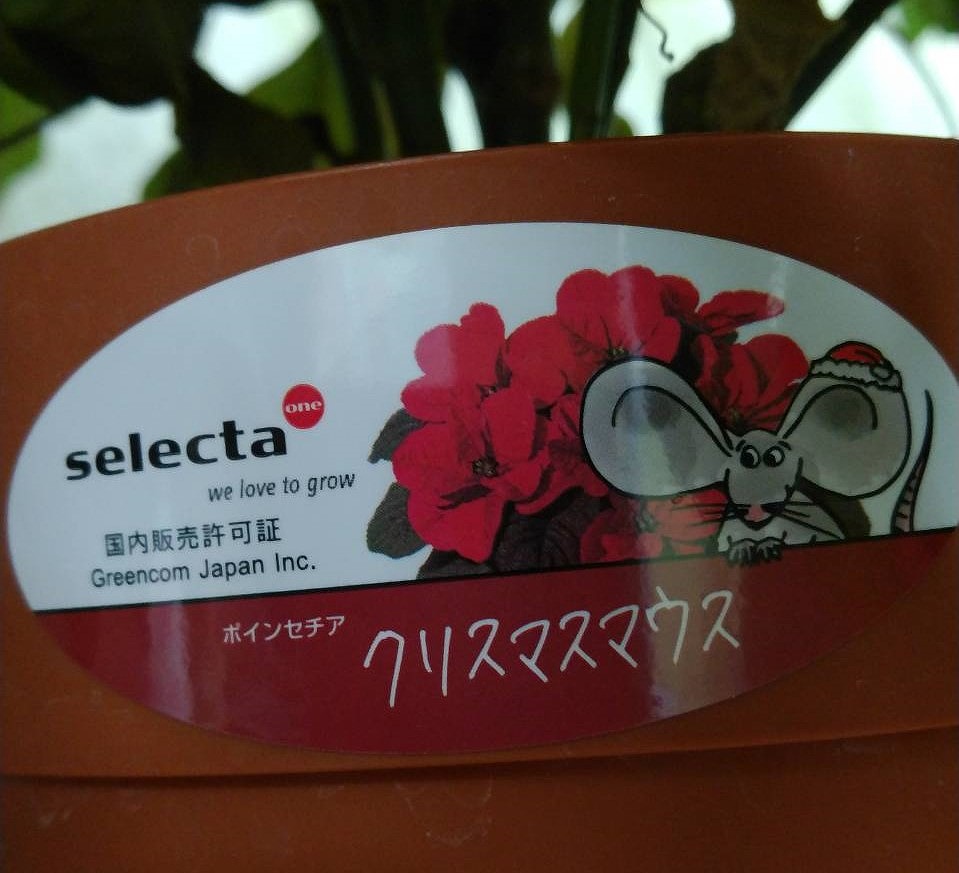 selecta one
we love to grow
国内販売許可証
Greencom Japan Inc.
ポインセチア
クリスマスマウス